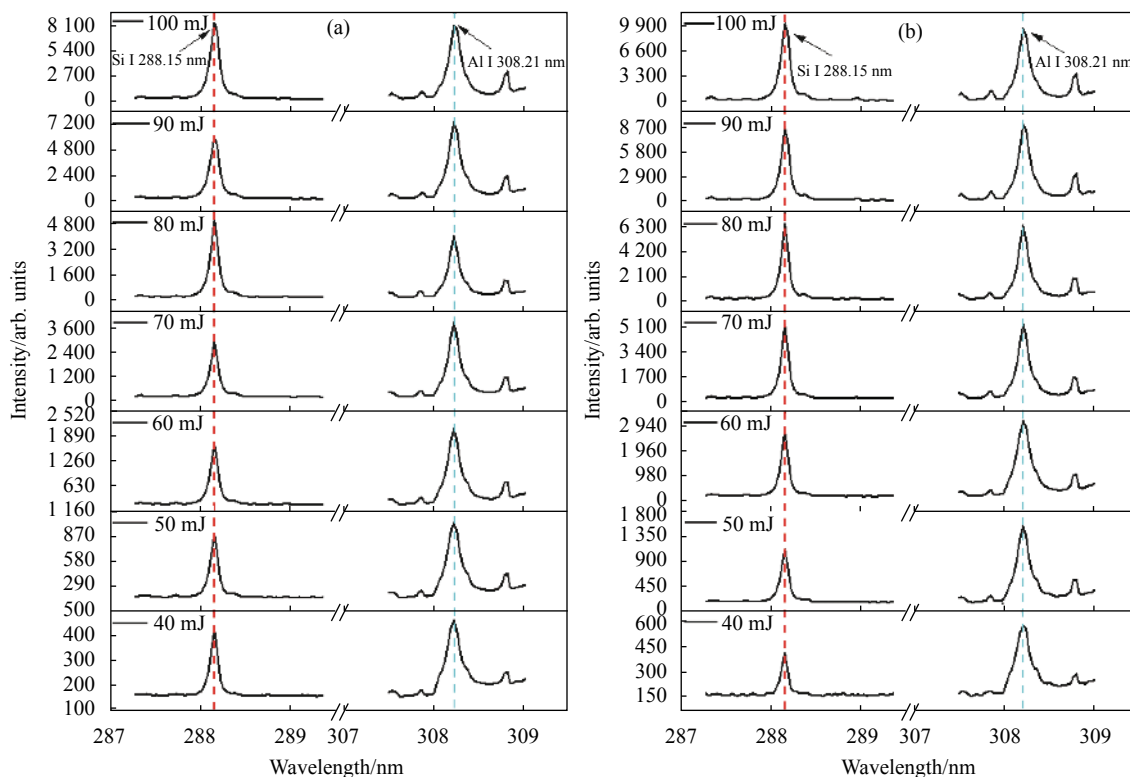 Intensity/arb. units
(a)
100 mJ
8 100
5 400
2 700
0
Si I 288.15 nm
Al I 308.21 nm
90 mJ
7 200
4 800
2 400
0
80 mJ
4 800
3 200
1 600
0
70 mJ
3 600
2 400
1 200
0
60 mJ
2 520
1 890
1 260
630
50 mJ
1 160
870
580
290
40 mJ
500
400
300
200
100
287 288 289 307 308 309
Wavelength/nm
Intensity/arb. units
(b)
100 mJ
9 900
6 600
3 300
0
Si I 288.15 nm
Al I 308.21 nm
90 mJ
8 700
5 800
2 900
0
80 mJ
6 300
4 200
2 100
0
70 mJ
5 100
3 400
1 700
0
60 mJ
2 940
1 960
980
0
50 mJ
1 800
1 350
900
450
0
40 mJ
600
450
300
150
287 288 289 307 308 309
Wavelength/nm